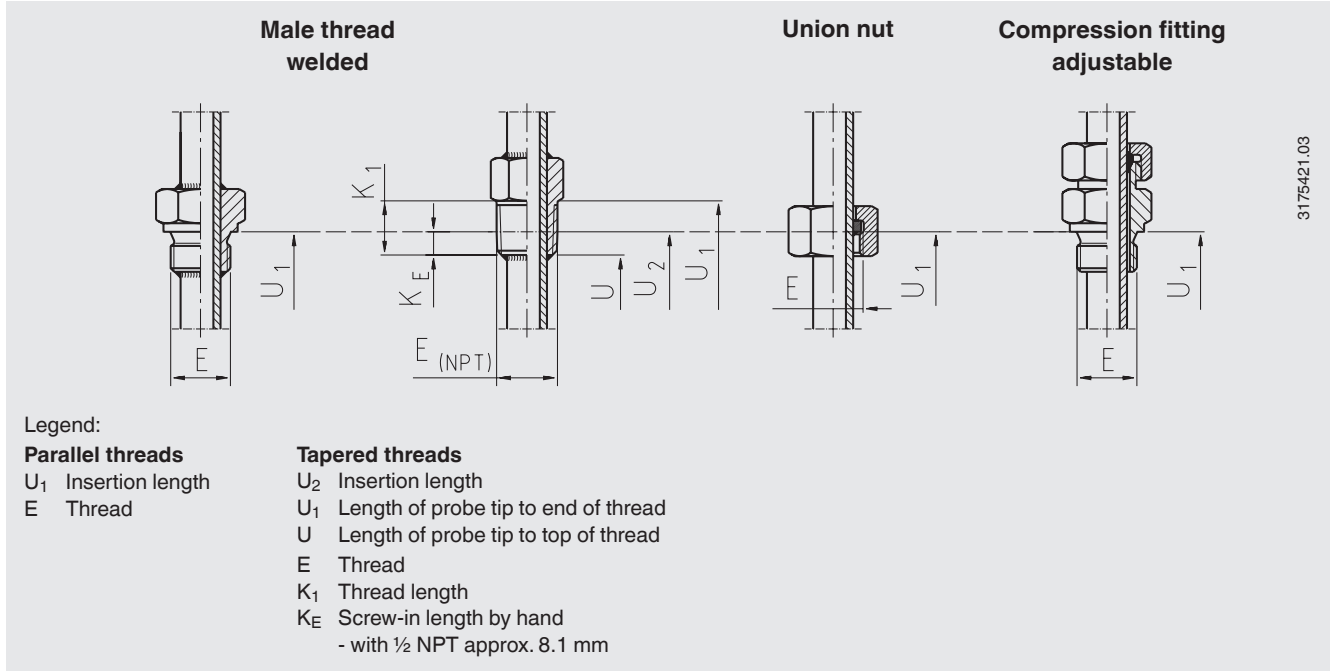 Male thread
welded
Union nut
Compression fitting
adjustable
3175421.03
U1
E
K1
KE
E (NPT)
U
U2
U1
E
U1
U1
E
Legend:
Parallel threads
U1 Insertion length
E Thread
Tapered threads
U2 Insertion length
U1 Length of probe tip to end of thread
U Length of probe tip to top of thread
E Thread
K1 Thread length
KE Screw-in length by hand
- with ½ NPT approx. 8.1 mm